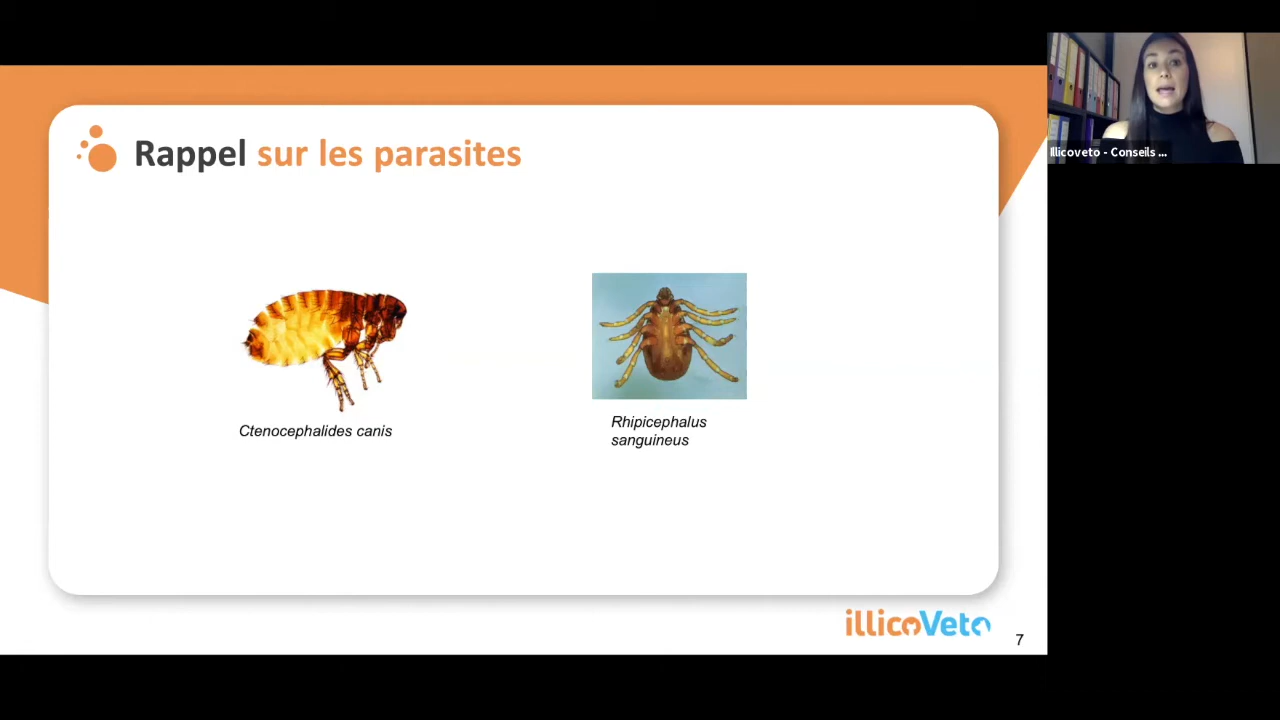 Rappel sur les parasites
Ctenocephalides canis
Rhipicephalus
sanguineus
illicoVeto
7
Illicoveto - Conseils ...